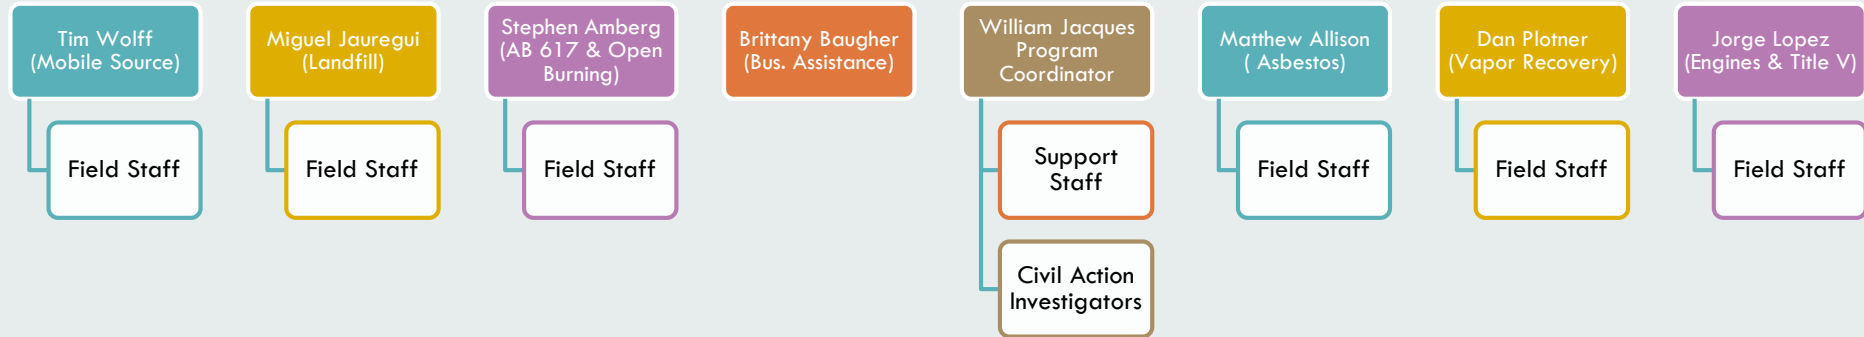 Tim Wolff
(Mobile Source)
Miguel Jauregui
(Landfill)
Stephen Amberg
(AB 617 & Open
Burning)
Brittany Baugher
(Bus. Assistance)
William Jacques
Program
Coordinator
Matthew Allison
( Asbestos)
Dan Plotner
(Vapor Recovery)
Jorge Lopez
(Engines & Title V)
Field Staff
Field Staff
Field Staff
Support
Staff
Field Staff
Field Staff
Field Staff
Civil Action
Investigators